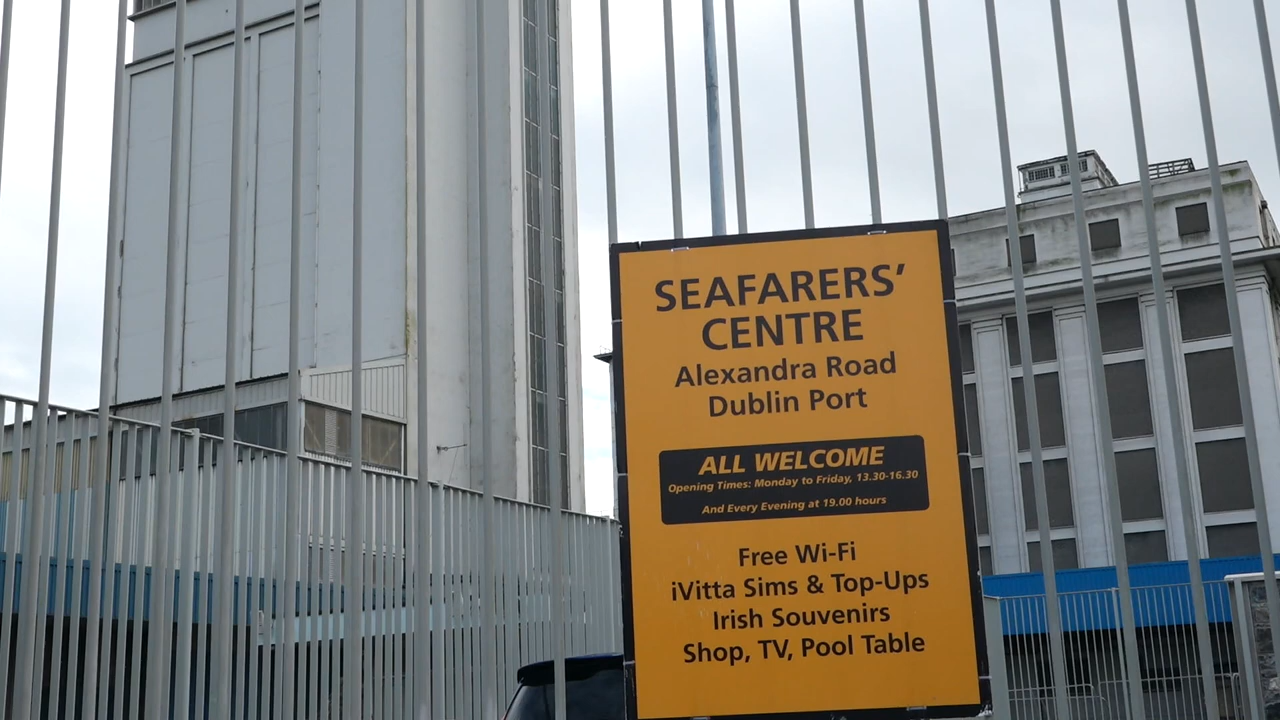 SEAFARERS'
CENTRE
Alexandra Road
Dublin Port
ALL WELCOME
Opening Times: Monday to Friday, 13.30-16.30
And Every Evening at 19.00 hours
Free Wi-Fi
iVitta Sims & Top-Ups
Irish Souvenirs
Shop, TV, Pool Table